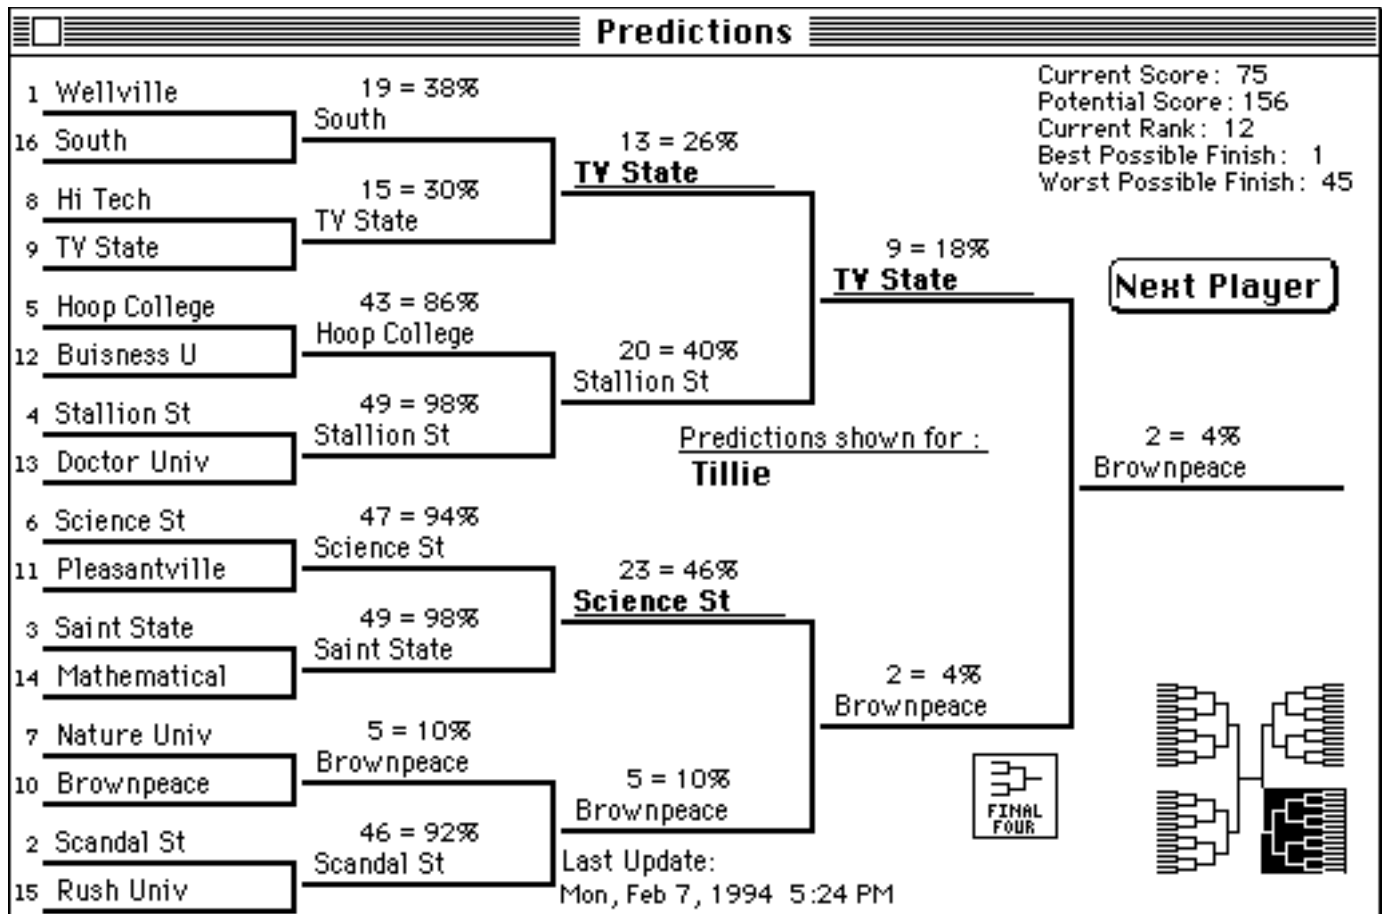 Predictions
Current Score: 75
Potential Score: 156
Current Rank: 12
Best Possible Finish: 1
Worst Possible Finish: 45
1 Wellville
16 South
8 Hi Tech
9 TV State
5 Hoop College
12 Buisness U
4 Stallion St
13 Doctor Univ
6 Science St
11 Pleasantville
3 Saint State
14 Mathematical
7 Nature Univ
10 Brownpeace
2 Scandal St
15 Rush Univ
19 = 38%
South
15 = 30%
TV State
43 = 86%
Hoop College
49 = 98%
Stallion St
47 = 94%
Science St
49 = 98%
Saint State
5 = 10%
Brownpeace
46 = 92%
Scandal St
13 = 26%
TV State
20 = 40%
Stallion St
23 = 46%
Science St
5 = 10%
Brownpeace
9 = 18%
TV State
2 = 4%
Brownpeace
2 = 4%
Brownpeace
Next Player
Predictions shown for :
Tillie
FINAL
FOUR
Last Update:
Mon, Feb 7, 1994 5:24 PM